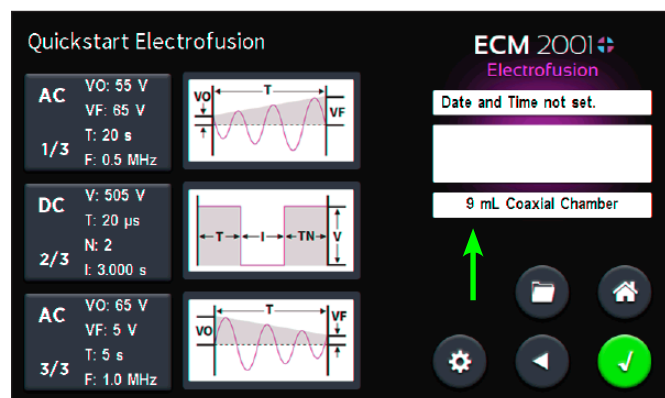 Quickstart Electrofusion
ECM 2001
Electrofusion
AC
1/3
VO: 55 V
VF: 65 V
T: 20 s
F: 0.5 MHz
VO
T
VF
Date and Time not set.
9 mL Coaxial Chamber
DC
2/3
V: 505 V
T: 20 µs
N: 2
I: 3.000 s
T
I
TN
V
AC
3/3
VO: 65 V
VF: 5 V
T: 5 s
F: 1.0 MHz
VO
T
VF